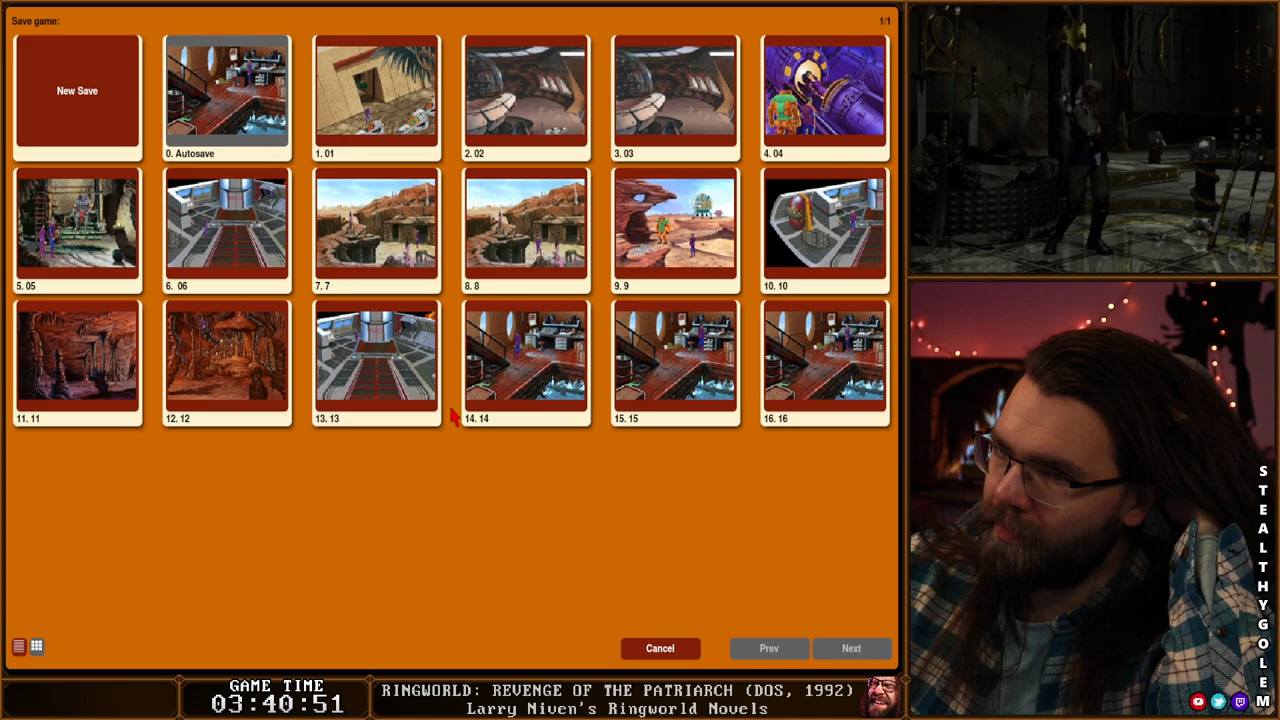 Save game:
1/1
New Save
0. Autosave
1. 01
2. 02
3. 03
4. 04
5. 05
6.  06
7. 7
8. 8
9. 9
10. 10
11. 11
12. 12
13. 13
14. 14
15. 15
16. 16
Cancel
Prev
Next
GAME TIME
03:40:51
RINGWORLD: REVENGE OF THE PATRIARCH (DOS, 1992)
Larry Niven's Ringworld Novels
STEALTHYGOLEM